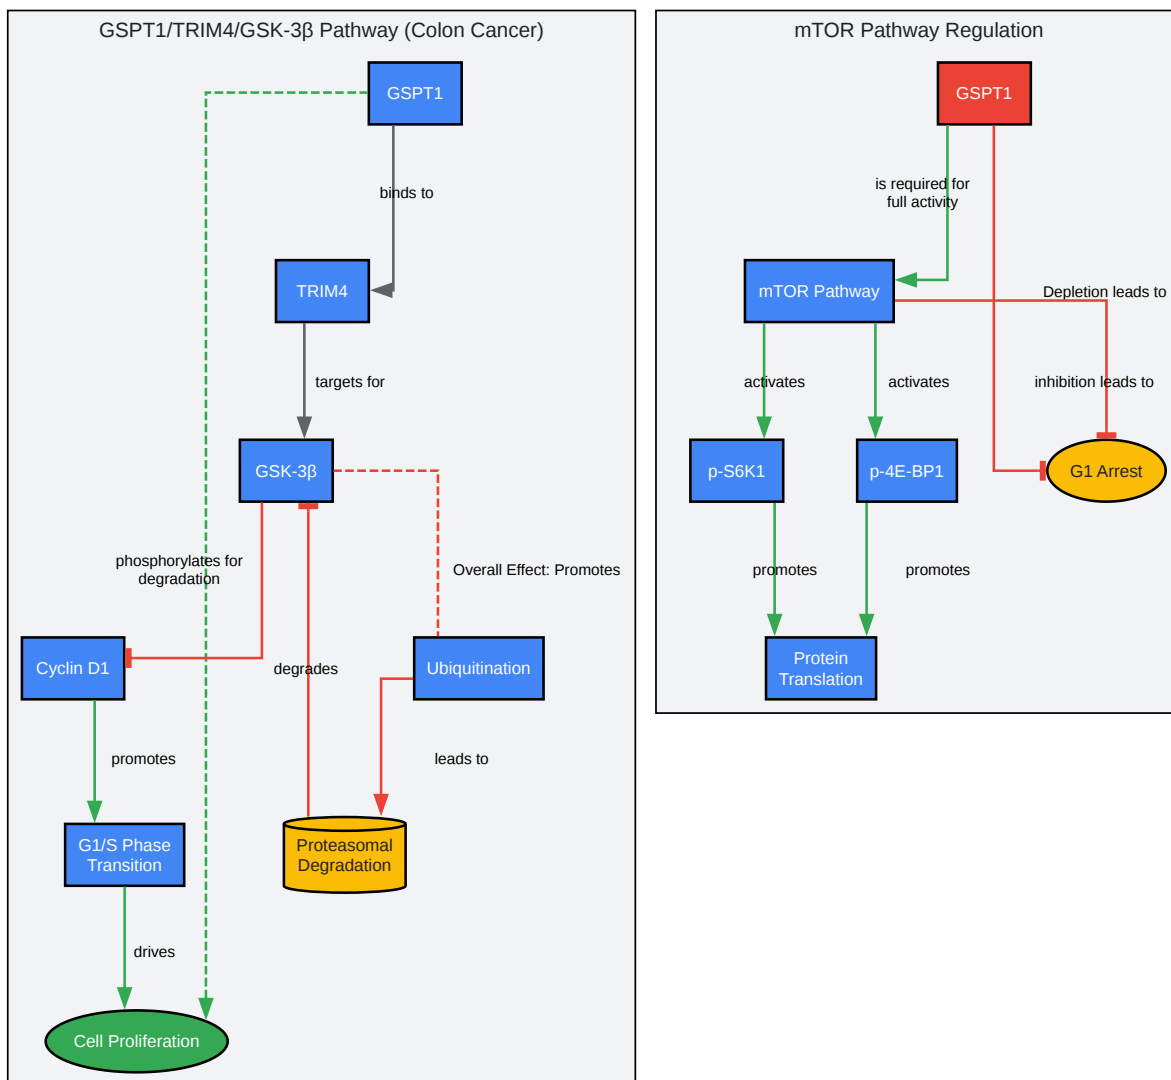 GSPT1/TRIM4/GSK-3β Pathway (Colon Cancer)
GSPT1
binds to
TRIM4
targets for
GSK-3β
phosphorylates for
degradation
Overall Effect: Promotes
Cyclin D1
degrades
Ubiquitination
promotes
leads to
G1/S Phase
Transition
Proteasomal
Degradation
drives
Cell Proliferation
mTOR Pathway Regulation
GSPT1
is required for
full activity
mTOR Pathway
Depletion leads to
activates
activates
inhibition leads to
p-S6K1
p-4E-BP1
G1 Arrest
promotes
promotes
Protein
Translation